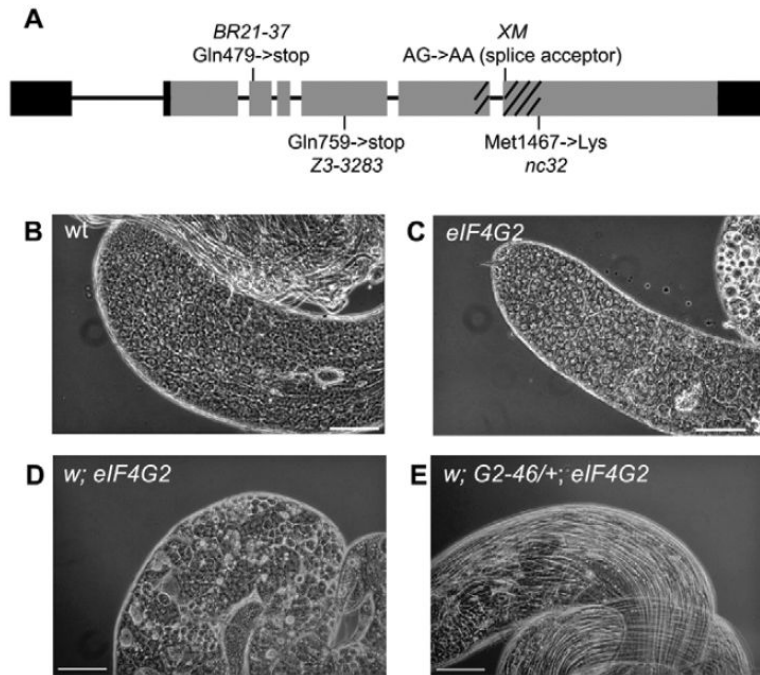 A
BR21-37
Gln479->stop
XM
AG->AA (splice acceptor)
Gln759->stop
Z3-3283
Met1467->Lys
nc32
B wt
C eIF4G2
D w; eIF4G2
E w; G2-46/+; eIF4G2